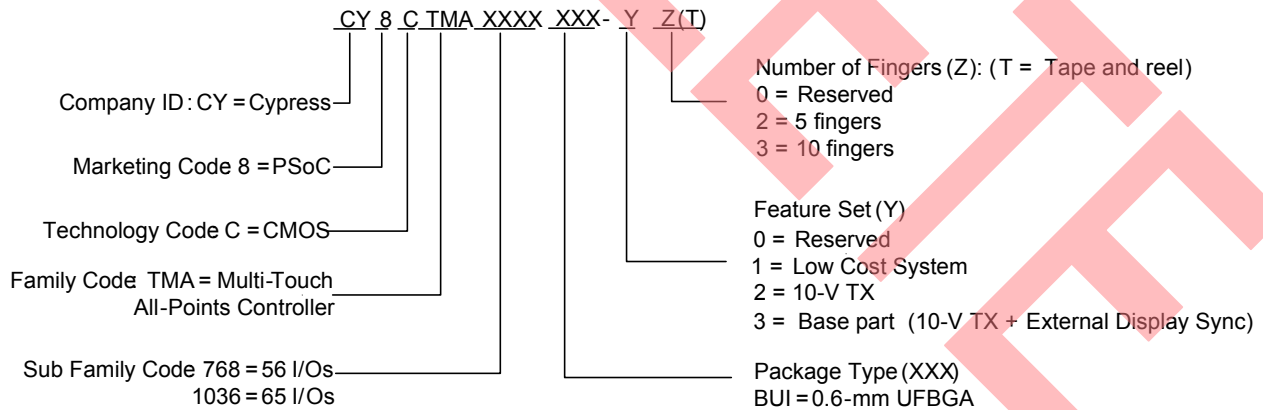 CY 8 C TMA XXXX XXX- Y Z(T)
Company ID: CY = Cypress
Marketing Code 8 = PSoC
Technology Code C = CMOS
Family Code TMA = Multi-Touch
All-Points Controller
Sub Family Code 768 = 56 I/Os
1036 = 65 I/Os
Number of Fingers (Z): (T = Tape and reel)
0 = Reserved
2 = 5 fingers
3 = 10 fingers
Feature Set (Y)
0 = Reserved
1 = Low Cost System
2 = 10-V TX
3 = Base part (10-V TX + External Display Sync)
Package Type (XXX)
BUI = 0.6-mm UFBGA